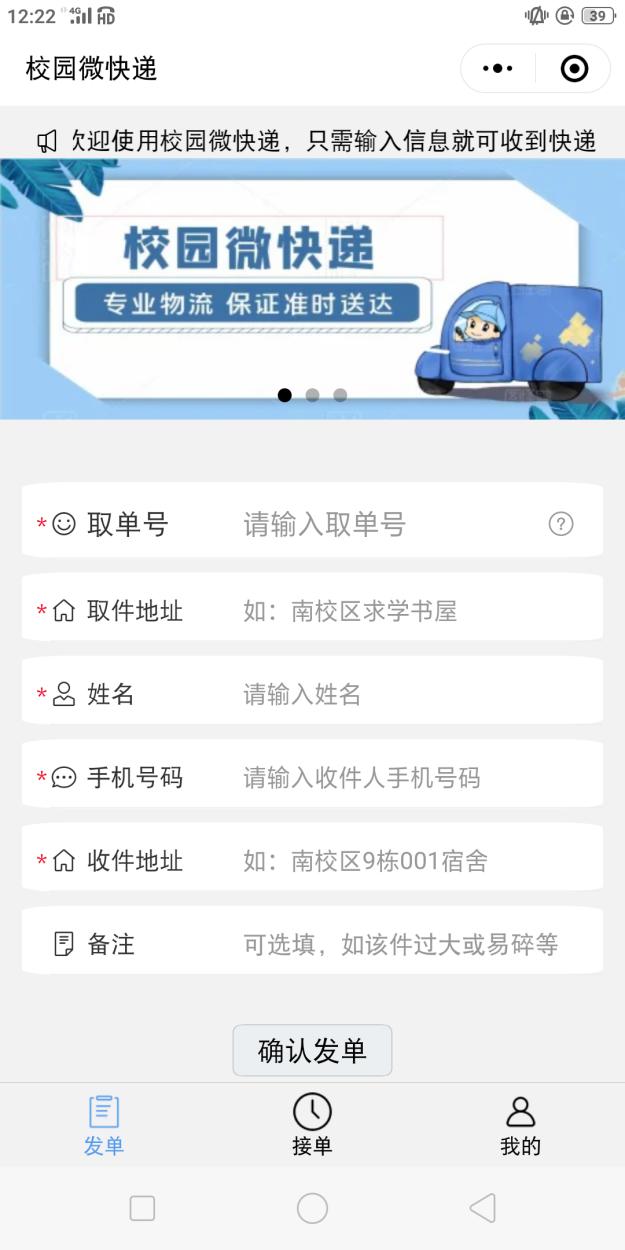 12:22 4G HD 39
校园微快递
欢迎使用校园微快递，只需输入信息就可收到快递
校园微快递
专业物流 保证准时送达
* 取单号 请输入取单号 ?
* 取件地址 如：南校区求学书屋
* 姓名 请输入姓名
* 手机号码 请输入收件人手机号码
* 收件地址 如：南校区9栋001宿舍
备注 可选填，如该件过大或易碎等
确认发单
发单 接单 我的